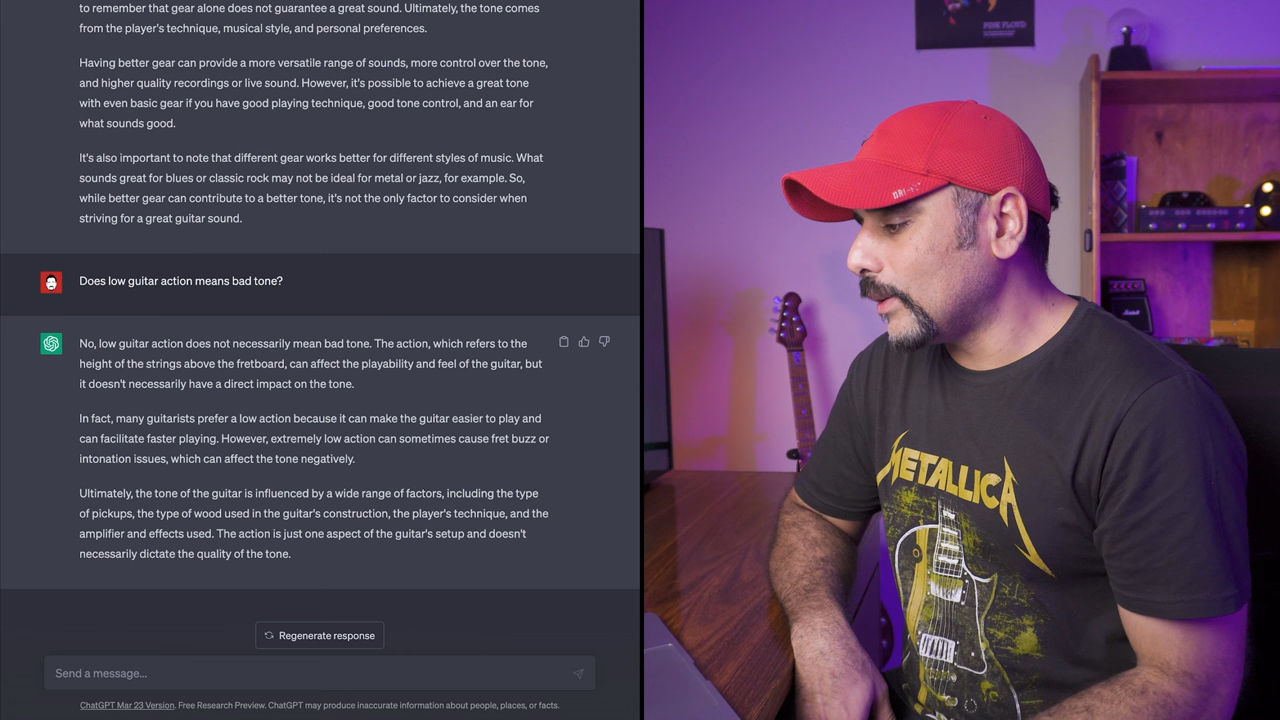 to remember that gear alone does not guarantee a great sound. Ultimately, the tone comes
from the player's technique, musical style, and personal preferences.
Having better gear can provide a more versatile range of sounds, more control over the tone,
and higher quality recordings or live sound. However, it's possible to achieve a great tone
with even basic gear if you have good playing technique, good tone control, and an ear for
what sounds good.
It's also important to note that different gear works better for different styles of music. What
sounds great for blues or classic rock may not be ideal for metal or jazz, for example. So,
while better gear can contribute to a better tone, it's not the only factor to consider when
striving for a great guitar sound.
Does low guitar action means bad tone?
No, low guitar action does not necessarily mean bad tone. The action, which refers to the
height of the strings above the fretboard, can affect the playability and feel of the guitar, but
it doesn't necessarily have a direct impact on the tone.
In fact, many guitarists prefer a low action because it can make the guitar easier to play and
can facilitate faster playing. However, extremely low action can sometimes cause fret buzz or
intonation issues, which can affect the tone negatively.
Ultimately, the tone of the guitar is influenced by a wide range of factors, including the type
of pickups, the type of wood used in the guitar's construction, the player's technique, and the
amplifier and effects used. The action is just one aspect of the guitar's setup and doesn't
necessarily dictate the quality of the tone.
Regenerate response
Send a message...
ChatGPT Mar 23 Version. Free Research Preview. ChatGPT may produce inaccurate information about people, places, or facts.
PINK FLOYD
Marshall
METALLICA